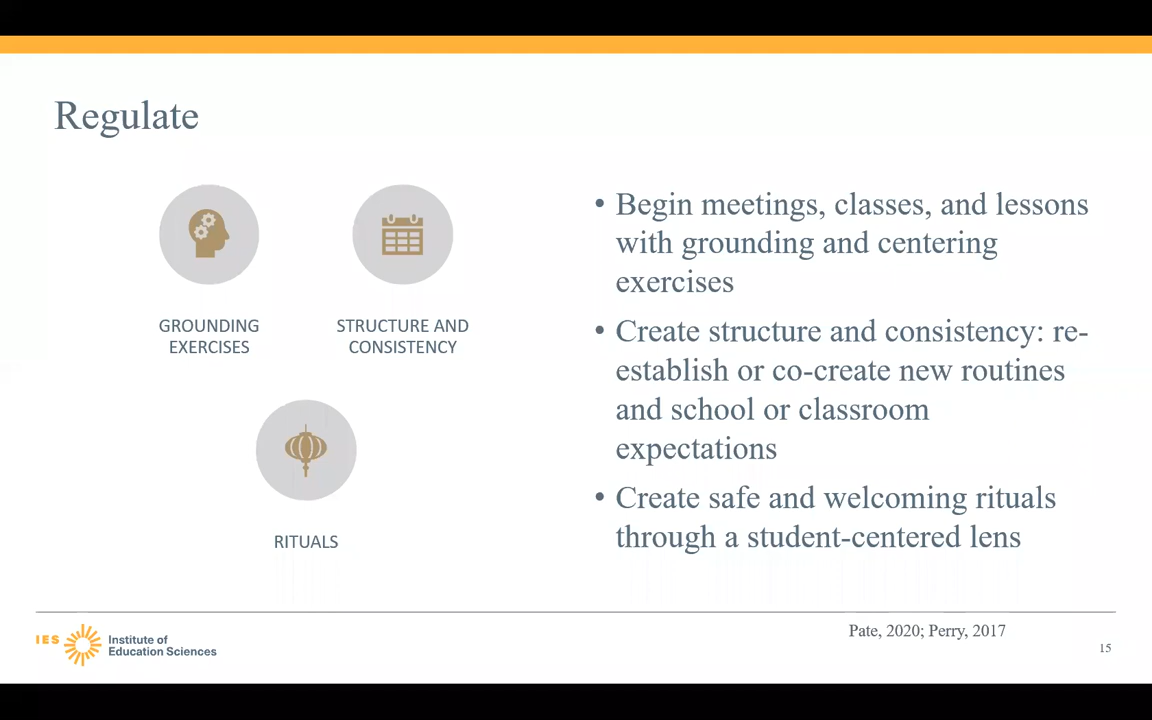 Regulate
GROUNDING
EXERCISES
STRUCTURE AND
CONSISTENCY
RITUALS
• Begin meetings, classes, and lessons
with grounding and centering
exercises
• Create structure and consistency: re-
establish or co-create new routines
and school or classroom
expectations
• Create safe and welcoming rituals
through a student-centered lens
Pate, 2020; Perry, 2017
IES
Institute of
Education Sciences
15